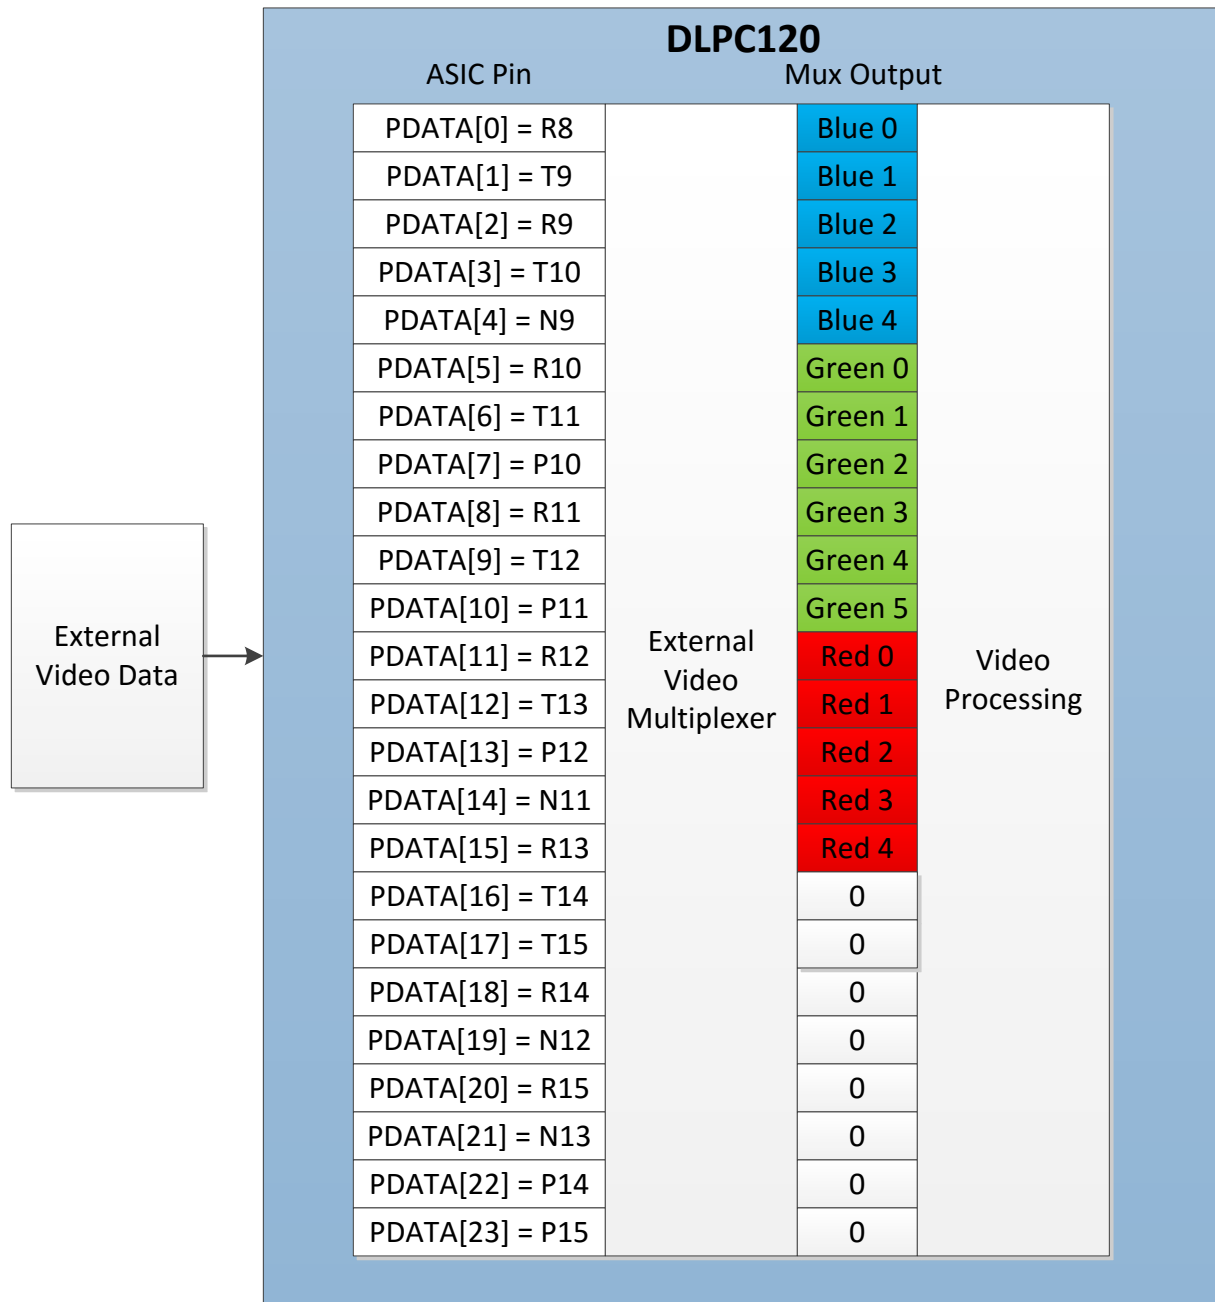 DLPC120
ASIC Pin Mux Output
PDATA[0] = R8 Blue 0
PDATA[1] = T9 Blue 1
PDATA[2] = R9 Blue 2
PDATA[3] = T10 Blue 3
PDATA[4] = N9 Blue 4
PDATA[5] = R10 Green 0
PDATA[6] = T11 Green 1
PDATA[7] = P10 Green 2
PDATA[8] = R11 Green 3
PDATA[9] = T12 Green 4
PDATA[10] = P11 Green 5
PDATA[11] = R12 Red 0
PDATA[12] = T13 Red 1
PDATA[13] = P12 Red 2
PDATA[14] = N11 Red 3
PDATA[15] = R13 Red 4
PDATA[16] = T14 0
PDATA[17] = T15 0
PDATA[18] = R14 0
PDATA[19] = N12 0
PDATA[20] = R15 0
PDATA[21] = N13 0
PDATA[22] = P14 0
PDATA[23] = P15 0
External
Video Data
External
Video
Multiplexer
Video
Processing